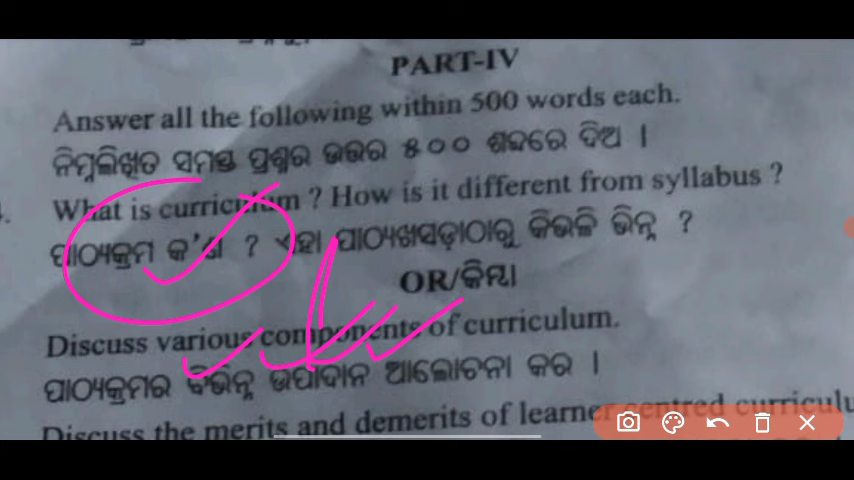 PART-IV
Answer all the following within 500 words each.
ନିମ୍ନଲିଖିତ ସମସ୍ତ ପ୍ରଶ୍ନର ଉତ୍ତର ୫୦୦ ଶବ୍ଦରେ ଦିଅ ।
What is curriculum ? How is it different from syllabus ?
ପାଠ୍ୟକ୍ରମ କ'ଣ ? ଏହା ପାଠ୍ୟଖସଡ଼ାଠାରୁ କିଭଳି ଭିନ୍ନ ?
OR/କିମ୍ବା
Discuss various components of curriculum.
ପାଠ୍ୟକ୍ରମର ବିଭିନ୍ନ ଉପାଦାନ ଆଲୋଚନା କର ।
Discuss the merits and demerits of learner